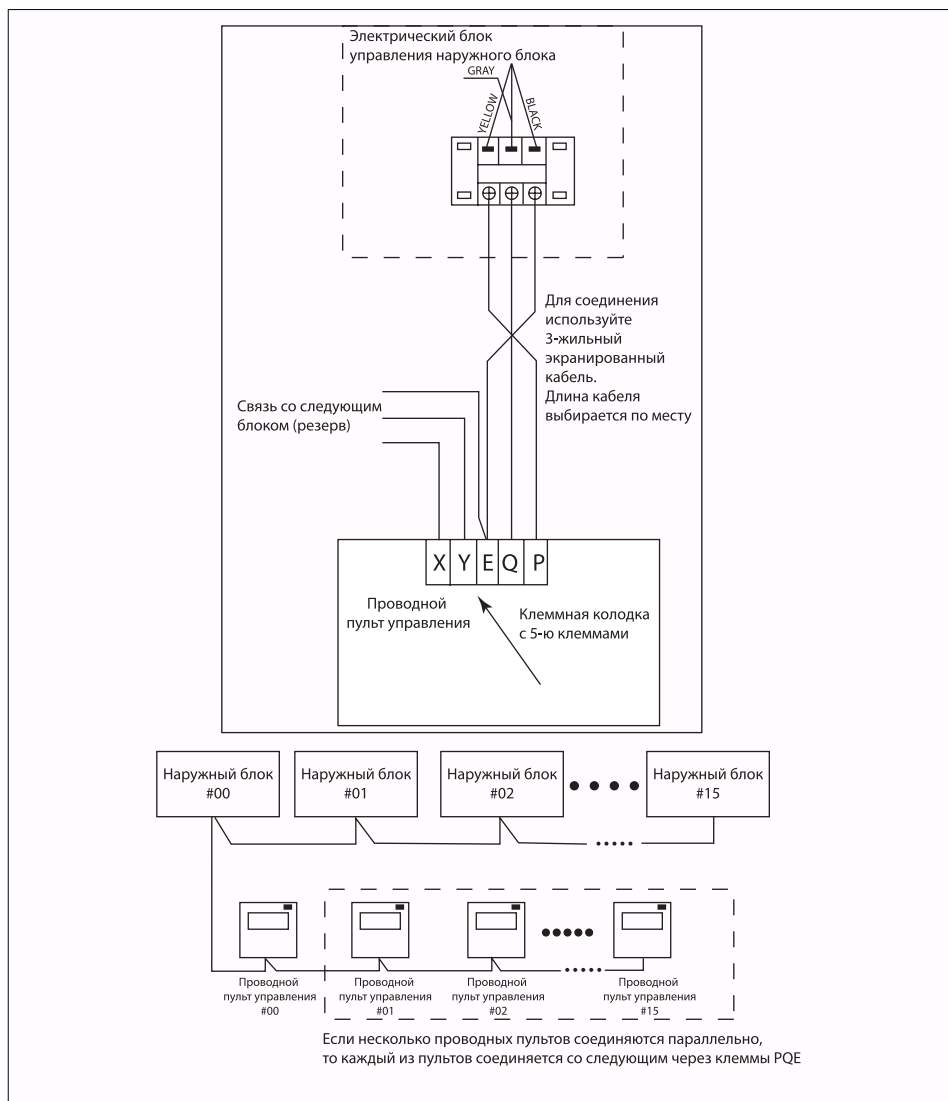 Электрический блок
управления наружного блока
GRAY
YELLOW
BLACK
Для соединения
используйте
3-жильный
экранированный
кабель.
Длина кабеля
выбирается по месту
Связь со следующим
блоком (резерв)
X Y E Q P
Проводной
пульт управления
Клеммная колодка
с 5-ю клеммами
Наружный блок
#00
Наружный блок
#01
Наружный блок
#02
Наружный блок
#15
Проводной
пульт управления
#00
Проводной
пульт управления
#01
Проводной
пульт управления
#02
Проводной
пульт управления
#15
Если несколько проводных пультов соединяются параллельно,
то каждый из пультов соединяется со следующим через клеммы PQE